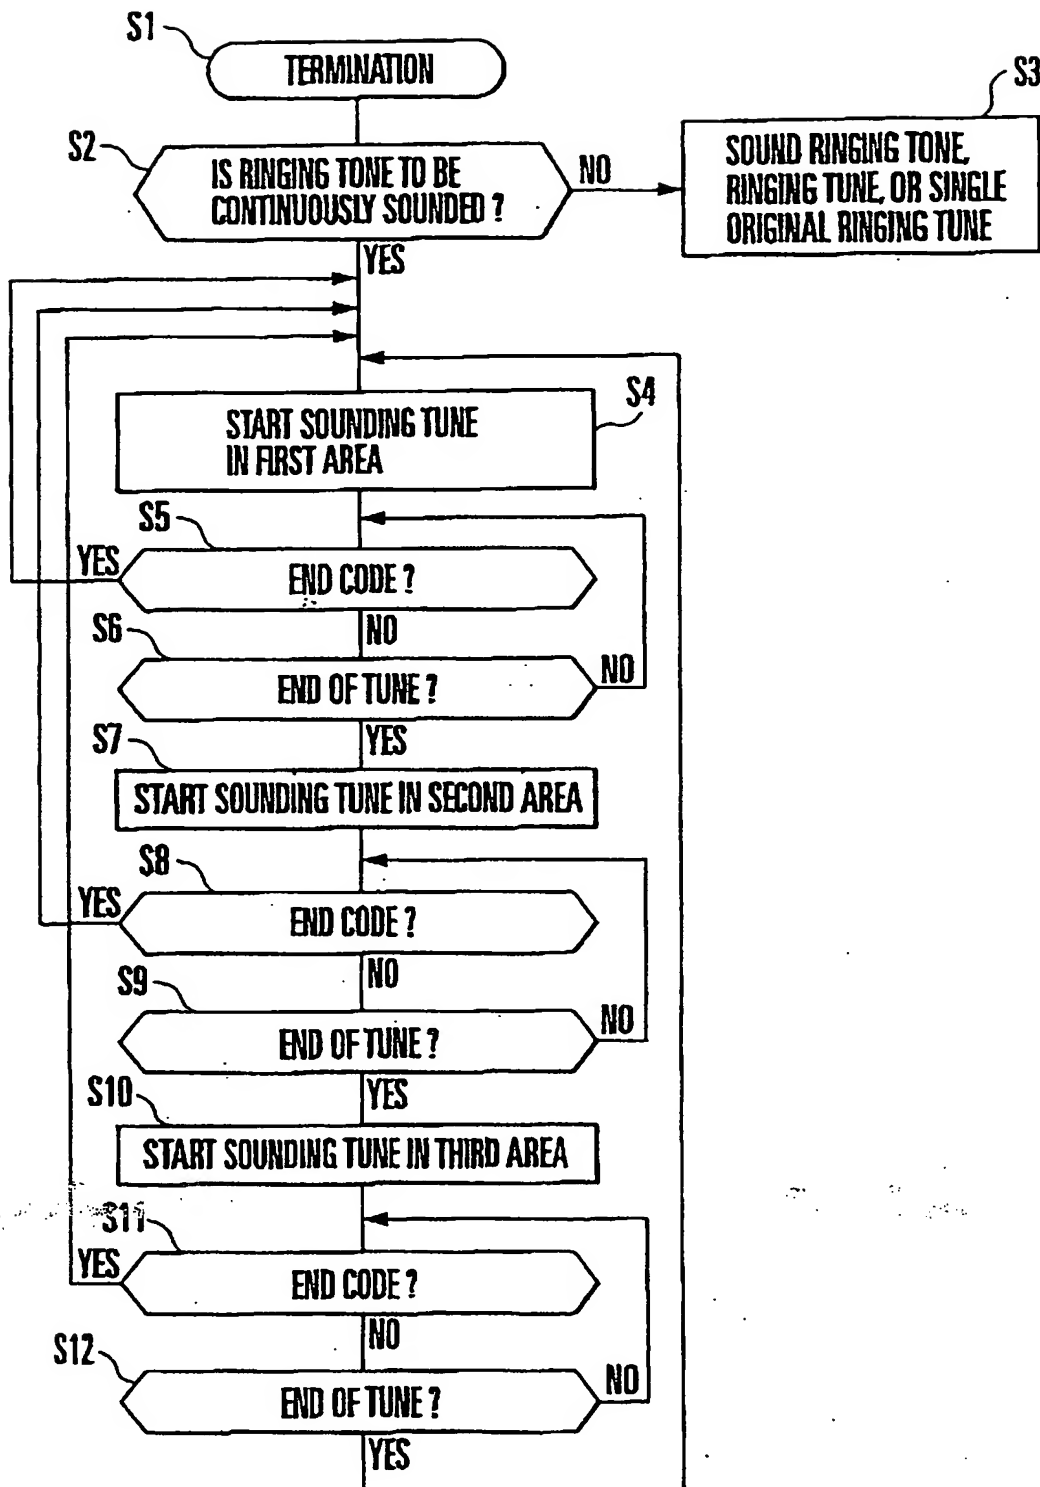 S1
TERMINATION
S2
IS RINGING TONE TO BE
CONTINUOUSLY SOUNDED ?
NO
S3
SOUND RINGING TONE,
RINGING TUNE, OR SINGLE
ORIGINAL RINGING TUNE
YES
S4
START SOUNDING TUNE
IN FIRST AREA
S5
YES
END CODE ?
NO
S6
END OF TUNE ?
NO
YES
S7
START SOUNDING TUNE IN SECOND AREA
S8
YES
END CODE ?
NO
S9
END OF TUNE ?
NO
YES
S10
START SOUNDING TUNE IN THIRD AREA
S11
YES
END CODE ?
NO
S12
END OF TUNE ?
NO
YES